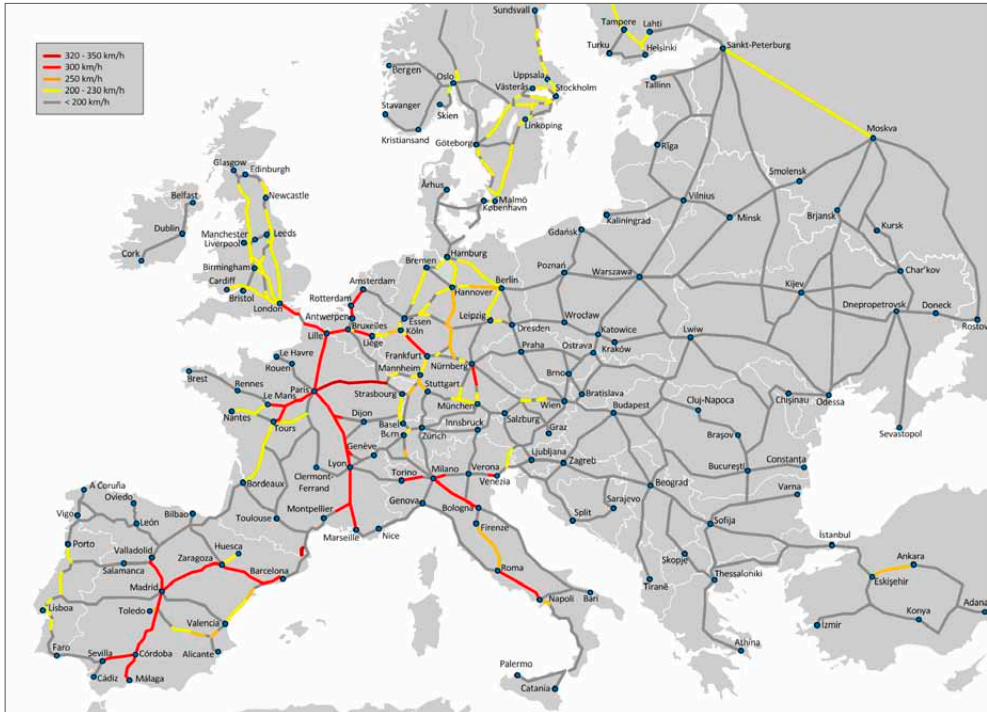 320 - 350 km/h
300 km/h
250 km/h
200 - 230 km/h
< 200 km/h
Sundsvall
Tampere
Lahti
Turku
Helsinki
Sankt-Peterburg
Bergen
Oslo
Uppsala
Västerås
Stockholm
Tallinn
Stavanger
Skien
Linköping
Kristiansand
Göteborg
Moskva
Rīga
Glasgow
Edinburgh
Smolensk
Belfast
Newcastle
Århus
Malmö
København
Vilnius
Kaliningrad
Minsk
Brjansk
Dublin
Manchester
Liverpool
Leeds
Gdańsk
Kursk
Cork
Birmingham
Hamburg
Bremen
Poznań
Warszawa
Char'kov
Cardiff
Bristol
Amsterdam
Berlin
Hannover
Kijev
London
Rotterdam
Antwerpen
Essen
Leipzig
Dresden
Wrocław
Dnepropetrovsk
Doneck
Rostov
Bruxelles
Köln
Katowice
Lille
Liège
Praha
Ostrava
Kraków
Lwiw
Le Havre
Rouen
Frankfurt
Nürnberg
Mannheim
Brno
Brest
Rennes
Paris
Strasbourg
Stuttgart
Le Mans
München
Wien
Bratislava
Chişinau
Odessa
Nantes
Tours
Dijon
Basel
Bern
Zürich
Innsbruck
Salzburg
Graz
Budapest
Cluj-Napoca
Sevastopol
Genève
Ljubljana
Zagreb
Braşov
Lyon
Clermont-
Ferrand
Torino
Milano
Verona
Venezia
Bucureşti
Constanţa
Bordeaux
Beograd
A Coruña
Oviedo
Genova
Bologna
Sarajevo
Varna
Vigo
León
Bilbao
Toulouse
Montpellier
Marseille
Nice
Firenze
Split
Sofija
Porto
Valladolid
Zaragoza
Huesca
İstanbul
Salamanca
Barcelona
Roma
Skopje
Ankara
Madrid
Tiranë
Thessaloniki
Eskişehir
Lisboa
Toledo
Valencia
Napoli
Bari
Konya
Adana
Faro
Sevilla
Córdoba
Alicante
İzmir
Cádiz
Málaga
Palermo
Catania
Athína